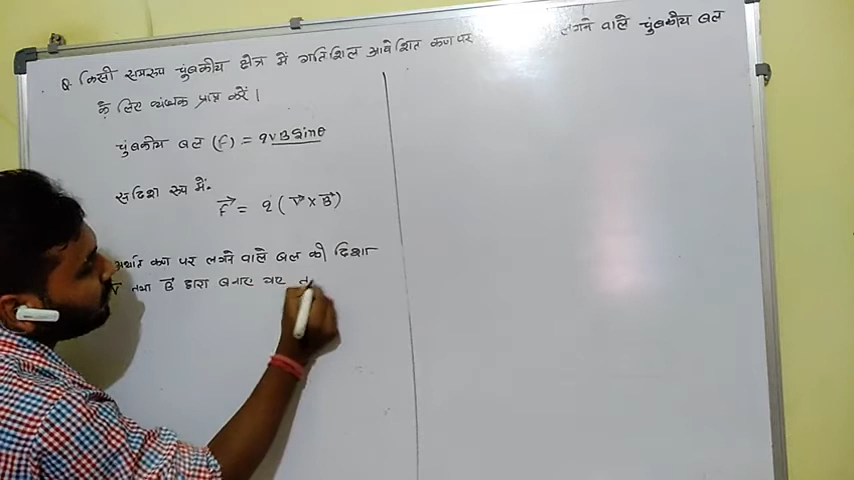 Q. किसी समरूप चुंबकीय क्षेत्र में गतिशिल आवेशित कण पर लगने वाले चुंबकीय बल
के लिए व्यंजक प्राप्त करें।
चुंबकीय बल (f) = qvBsinθ
सदिश रूप में.
f⃗ = q ( v⃗ × B⃗ )
अर्थात कण पर लगने वाले बल की दिशा
v⃗ तथा B⃗ द्वारा बनाए गए त